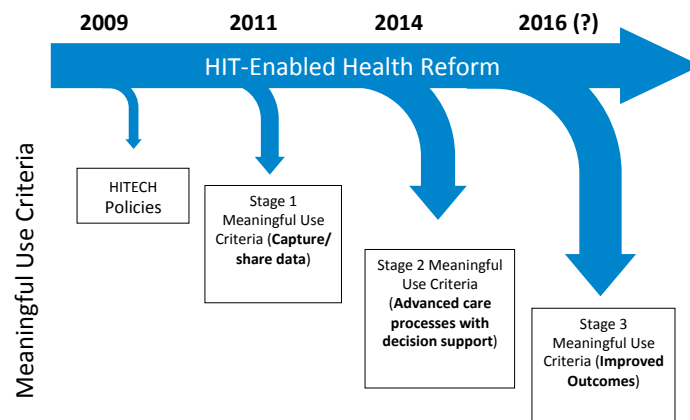 2009 2011 2014 2016 (?)
HIT-Enabled Health Reform
Meaningful Use Criteria
HITECH
Policies
Stage 1
Meaningful Use
Criteria (Capture/
share data)
Stage 2 Meaningful
Use Criteria
(Advanced care
processes with
decision support)
Stage 3
Meaningful Use
Criteria (Improved
Outcomes)